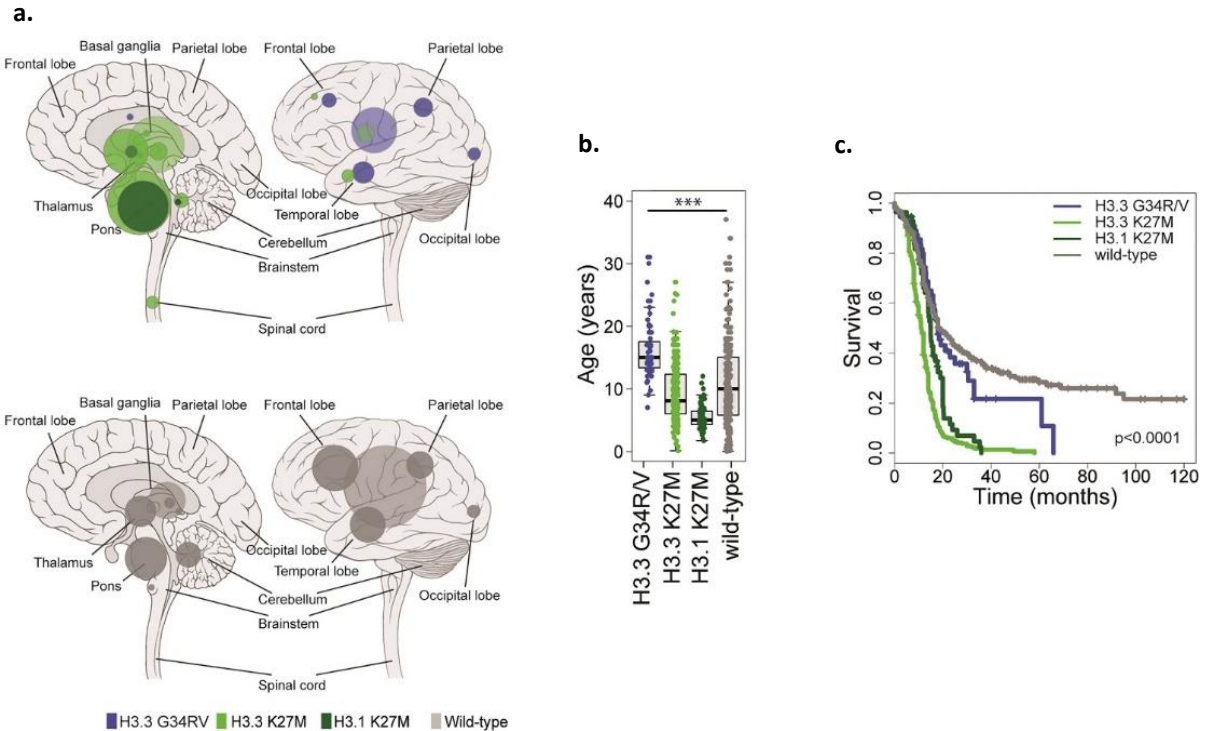 a.
Basal ganglia
Parietal lobe
Frontal lobe
Thalamus
Pons
Frontal lobe
Parietal lobe
Occipital lobe
Temporal lobe
Cerebellum
Brainstem
Occipital lobe
Spinal cord
Basal ganglia
Parietal lobe
Frontal lobe
Thalamus
Pons
Frontal lobe
Parietal lobe
Occipital lobe
Temporal lobe
Cerebellum
Brainstem
Occipital lobe
Spinal cord
H3.3 G34RV H3.3 K27M H3.1 K27M Wild-type
b.
***
Age (years)
40
30
20
10
0
H3.3 G34R/V
H3.3 K27M
H3.1 K27M
wild-type
c.
H3.3 G34R/V
H3.3 K27M
H3.1 K27M
wild-type
Survival
1.0
0.8
0.6
0.4
0.2
0.0
p<0.0001
0 20 40 60 80 100 120
Time (months)